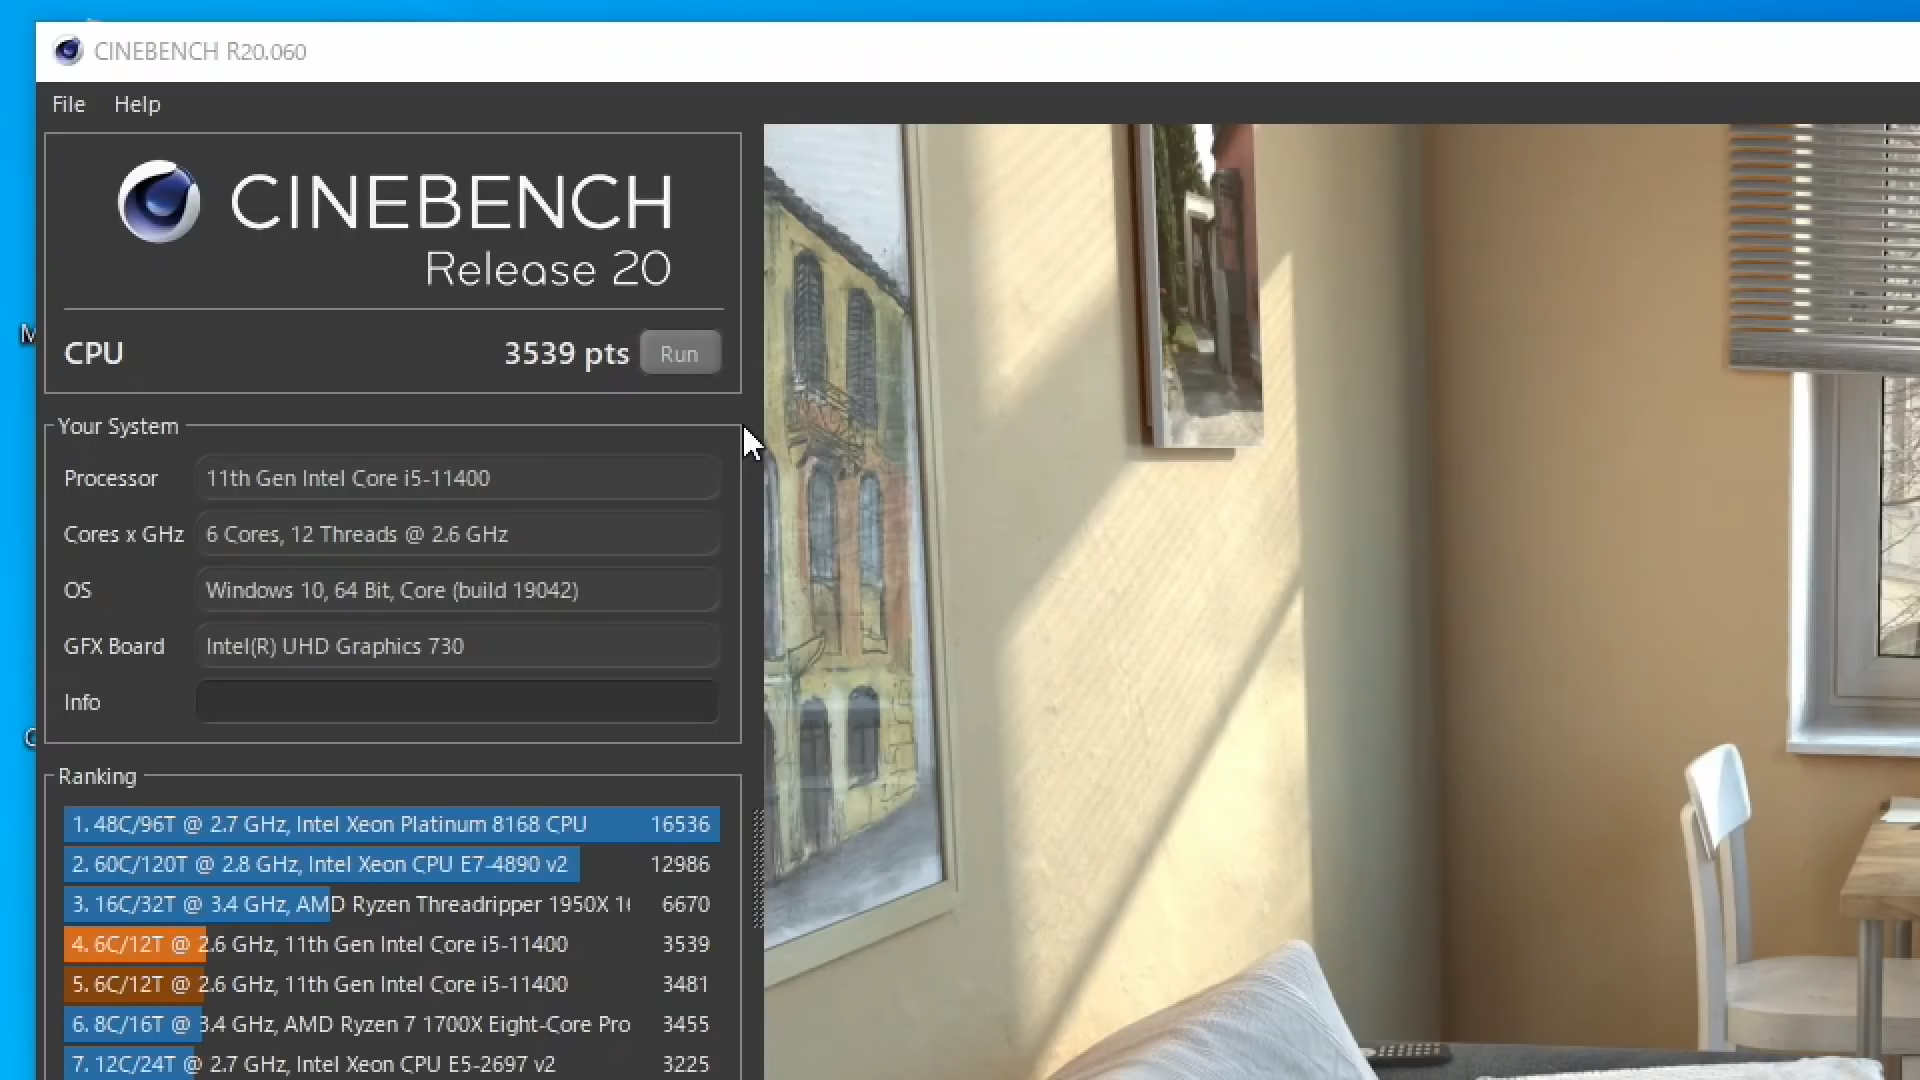 CINEBENCH R20.060
File Help
CINEBENCH
Release 20
CPU 3539 pts Run
Your System
Processor 11th Gen Intel Core i5-11400
Cores x GHz 6 Cores, 12 Threads @ 2.6 GHz
OS Windows 10, 64 Bit, Core (build 19042)
GFX Board Intel(R) UHD Graphics 730
Info
Ranking
1. 48C/96T @ 2.7 GHz, Intel Xeon Platinum 8168 CPU 16536
2. 60C/120T @ 2.8 GHz, Intel Xeon CPU E7-4890 v2 12986
3. 16C/32T @ 3.4 GHz, AMD Ryzen Threadripper 1950X 6670
4. 6C/12T @ 2.6 GHz, 11th Gen Intel Core i5-11400 3539
5. 6C/12T @ 2.6 GHz, 11th Gen Intel Core i5-11400 3481
6. 8C/16T @ 3.4 GHz, AMD Ryzen 7 1700X Eight-Core Pro 3455
7. 12C/24T @ 2.7 GHz, Intel Xeon CPU E5-2697 v2 3225